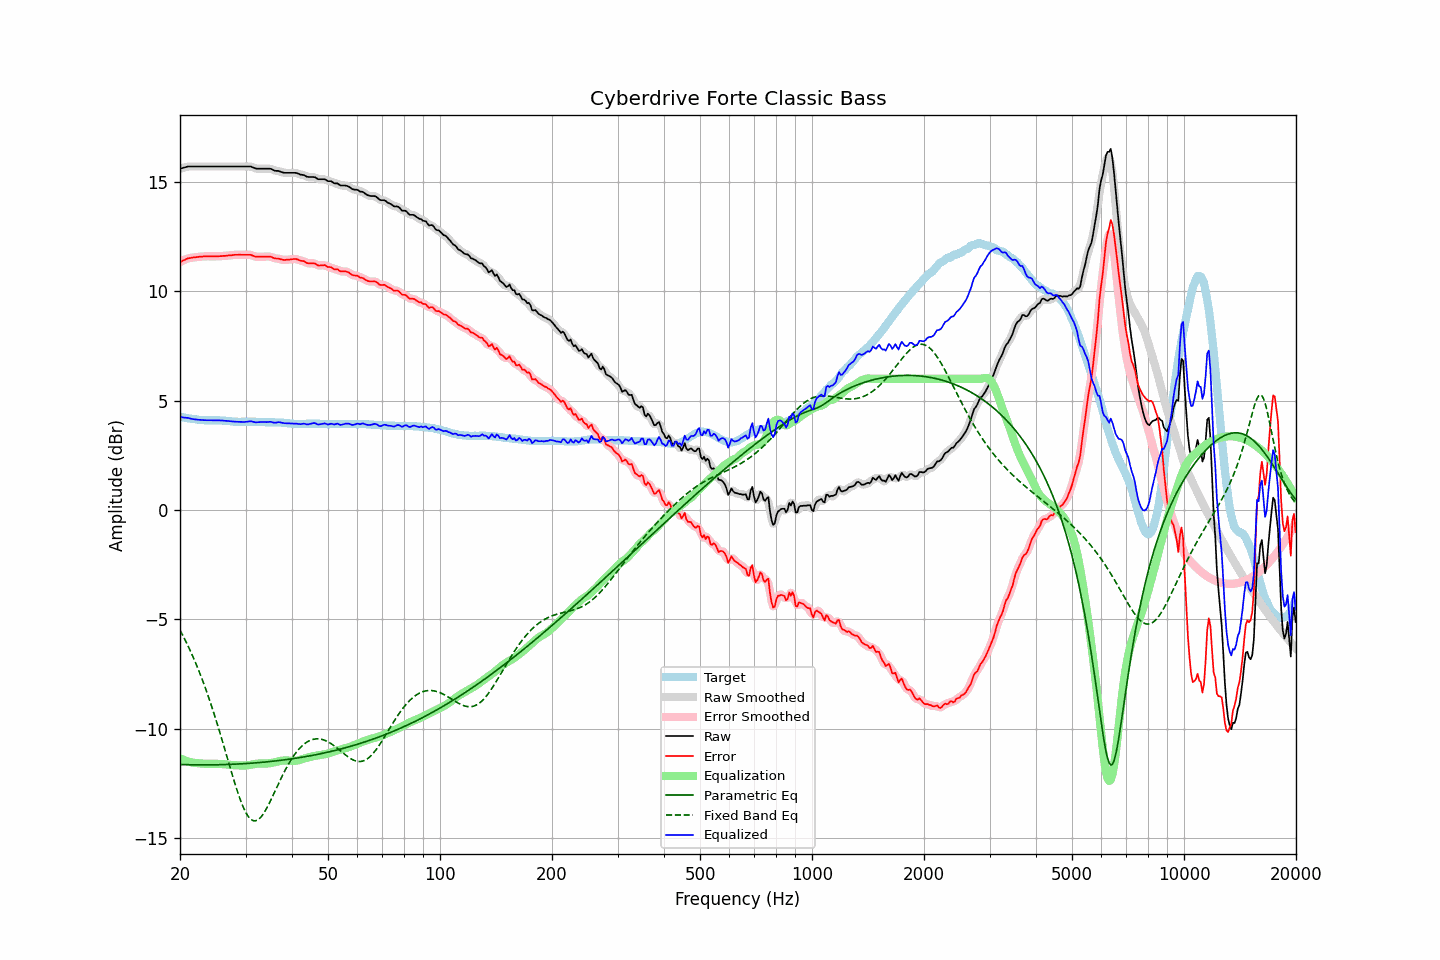 Cyberdrive Forte Classic Bass
Amplitude (dBr)
15
10
5
0
−5
−10
−15
Target
Raw Smoothed
Error Smoothed
Raw
Error
Equalization
Parametric Eq
Fixed Band Eq
Equalized
20 50 100 200 500 1000 2000 5000 10000 20000
Frequency (Hz)